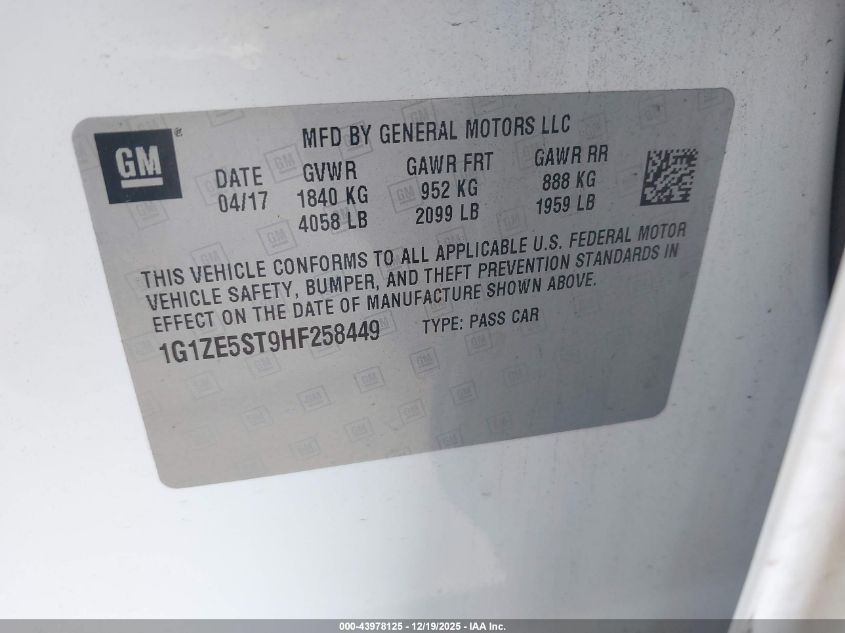 GM
MFD BY GENERAL MOTORS LLC
DATE GVWR GAWR FRT GAWR RR
04/17 1840 KG 952 KG 888 KG
4058 LB 2099 LB 1959 LB
THIS VEHICLE CONFORMS TO ALL APPLICABLE U.S. FEDERAL MOTOR
VEHICLE SAFETY, BUMPER, AND THEFT PREVENTION STANDARDS IN
EFFECT ON THE DATE OF MANUFACTURE SHOWN ABOVE.
1G1ZE5ST9HF258449 TYPE: PASS CAR
000-43978125 - 12/19/2025 - IAA Inc.